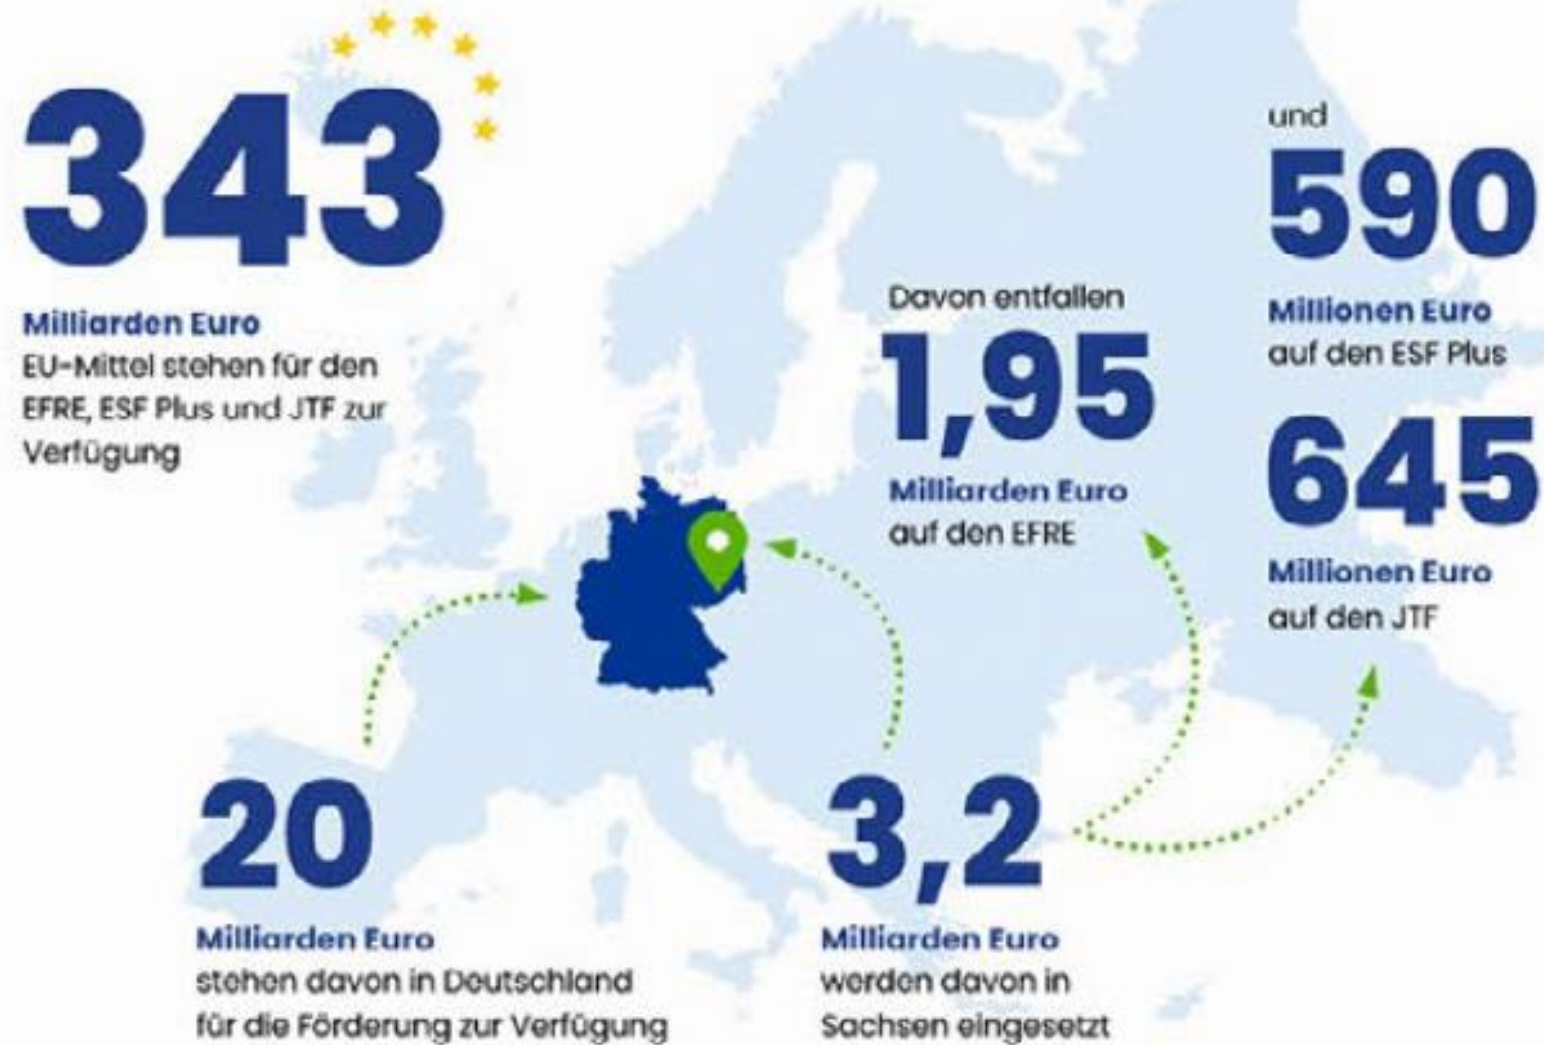 343
Milliarden Euro
EU-Mittel stehen für den
EFRE, ESF Plus und JTF zur
Verfügung
20
Milliarden Euro
stehen davon in Deutschland
für die Förderung zur Verfügung
3,2
Milliarden Euro
werden davon in
Sachsen eingesetzt
Davon entfallen
1,95
Milliarden Euro
auf den EFRE
und
590
Millionen Euro
auf den ESF Plus
645
Millionen Euro
auf den JTF